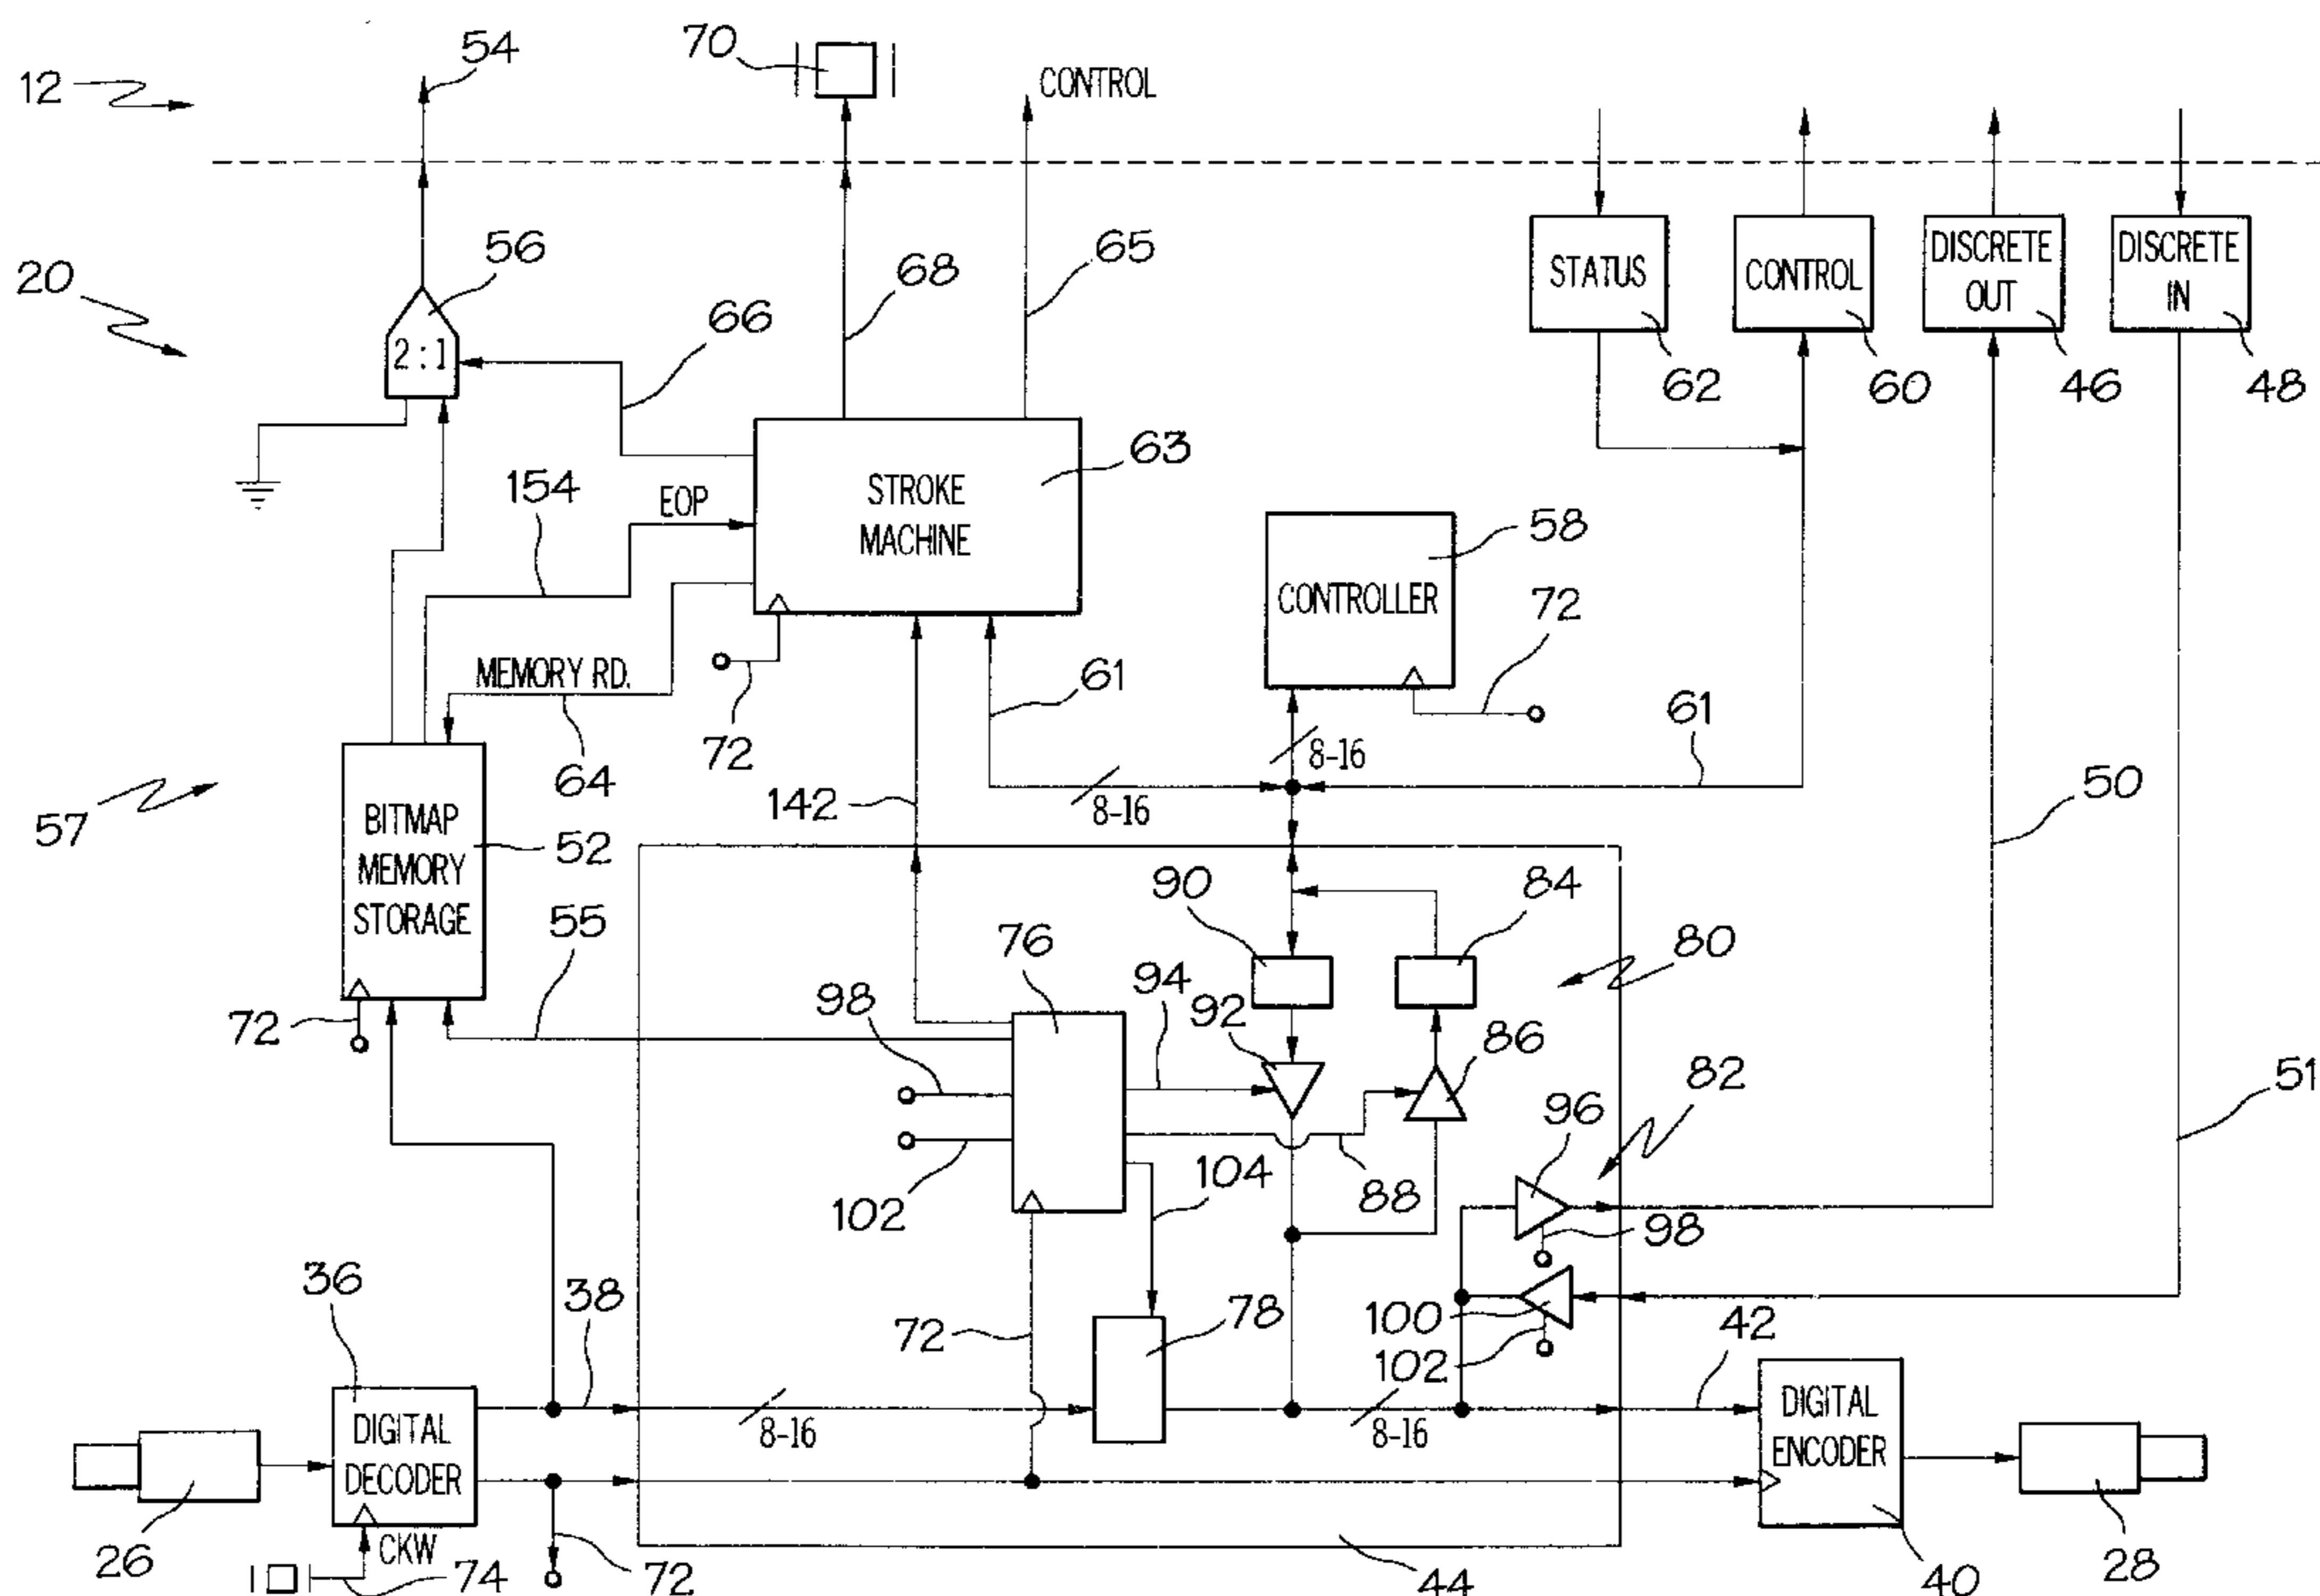 70
54
12
CONTROL
20
56
2 : 1
66
68
65
STATUS
62
CONTROL
60
DISCRETE
OUT
46
DISCRETE
IN
48
154
EOP
STROKE
MACHINE
63
58
CONTROLLER
72
MEMORY RD.
64
72
61
8-16
8-16
61
57
142
50
BITMAP
MEMORY
STORAGE
52
55
72
90
84
80
76
94
92
86
98
102
104
88
82
96
98
51
36
38
72
78
100
102
42
DIGITAL
DECODER
8-16
8-16
DIGITAL
ENCODER
26
CKW
74
72
44
40
28